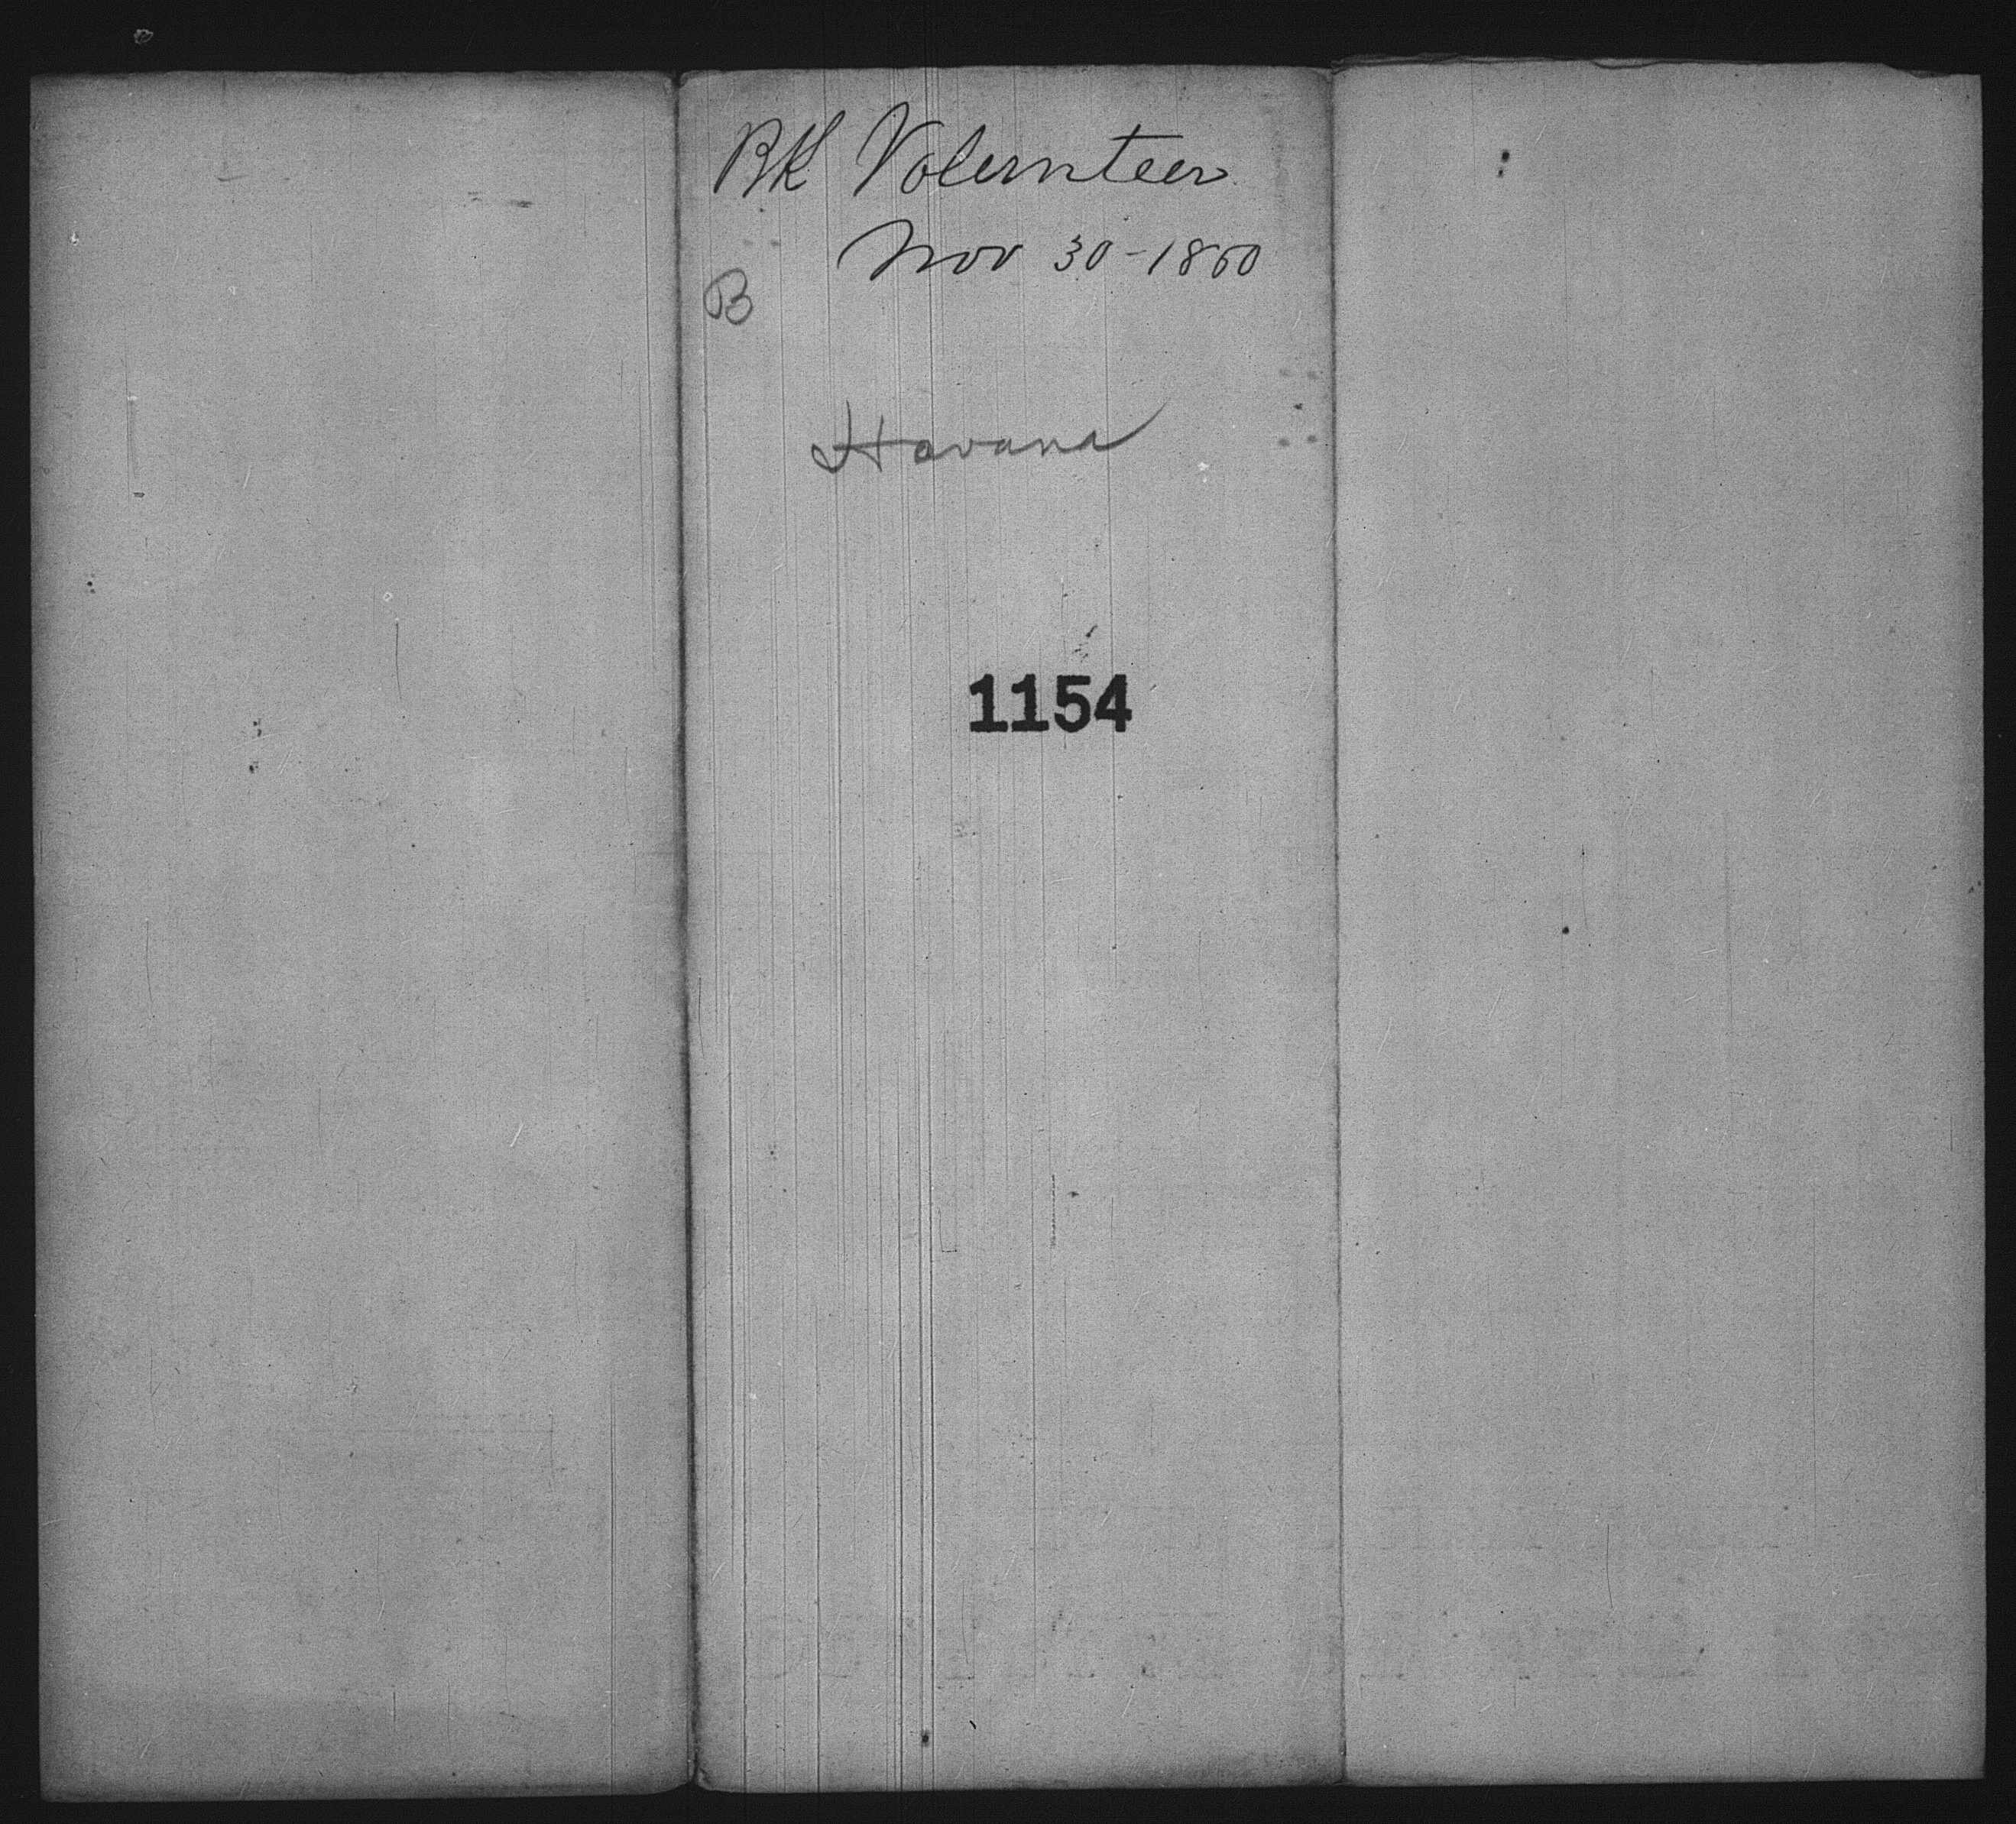 BK Volunteer
Nov 30-1860
B
Havana
1154